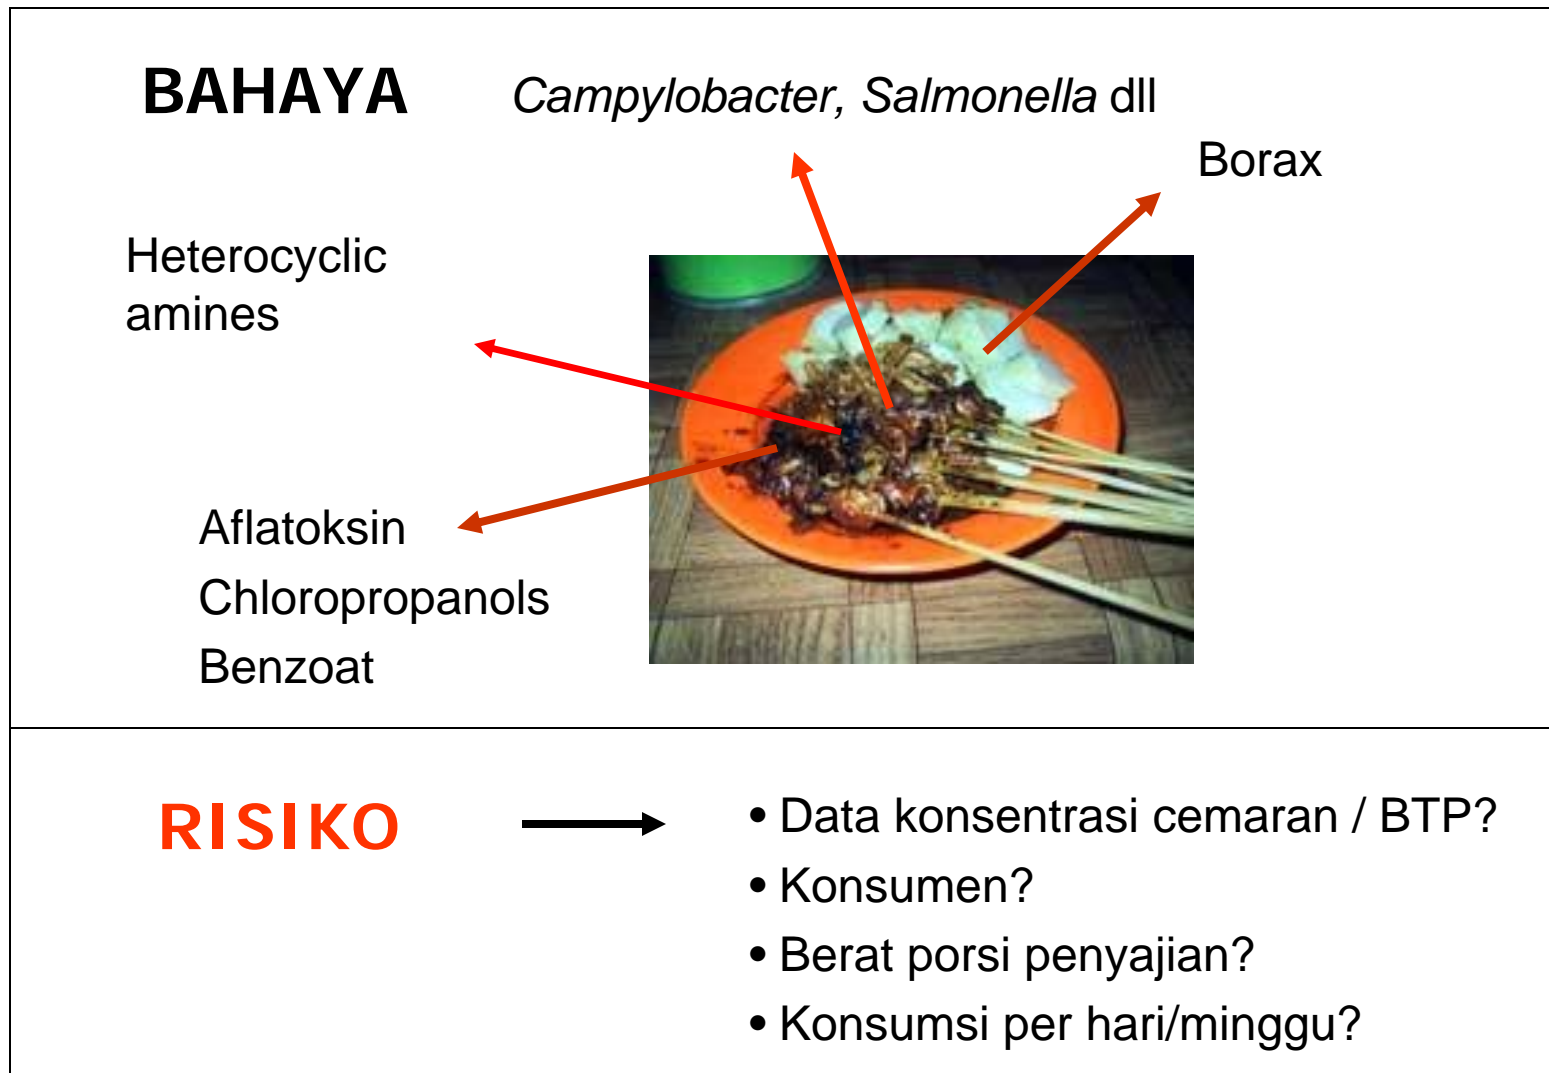 BAHAYA
Campylobacter, Salmonella dll
Borax
Heterocyclic
amines
Aflatoksin
Chloropropanols
Benzoat
RISIKO
• Data konsentrasi cemaran / BTP?
• Konsumen?
• Berat porsi penyajian?
• Konsumsi per hari/minggu?